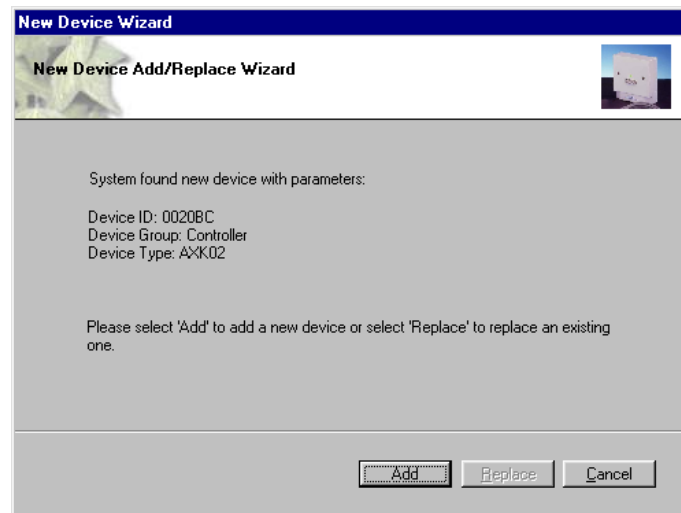 New Device Wizard
New Device Add/Replace Wizard
System found new device with parameters:
Device ID: 0020BC
Device Group: Controller
Device Type: AXK02
Please select 'Add' to add a new device or select 'Replace' to replace an existing
one.
Add Replace Cancel